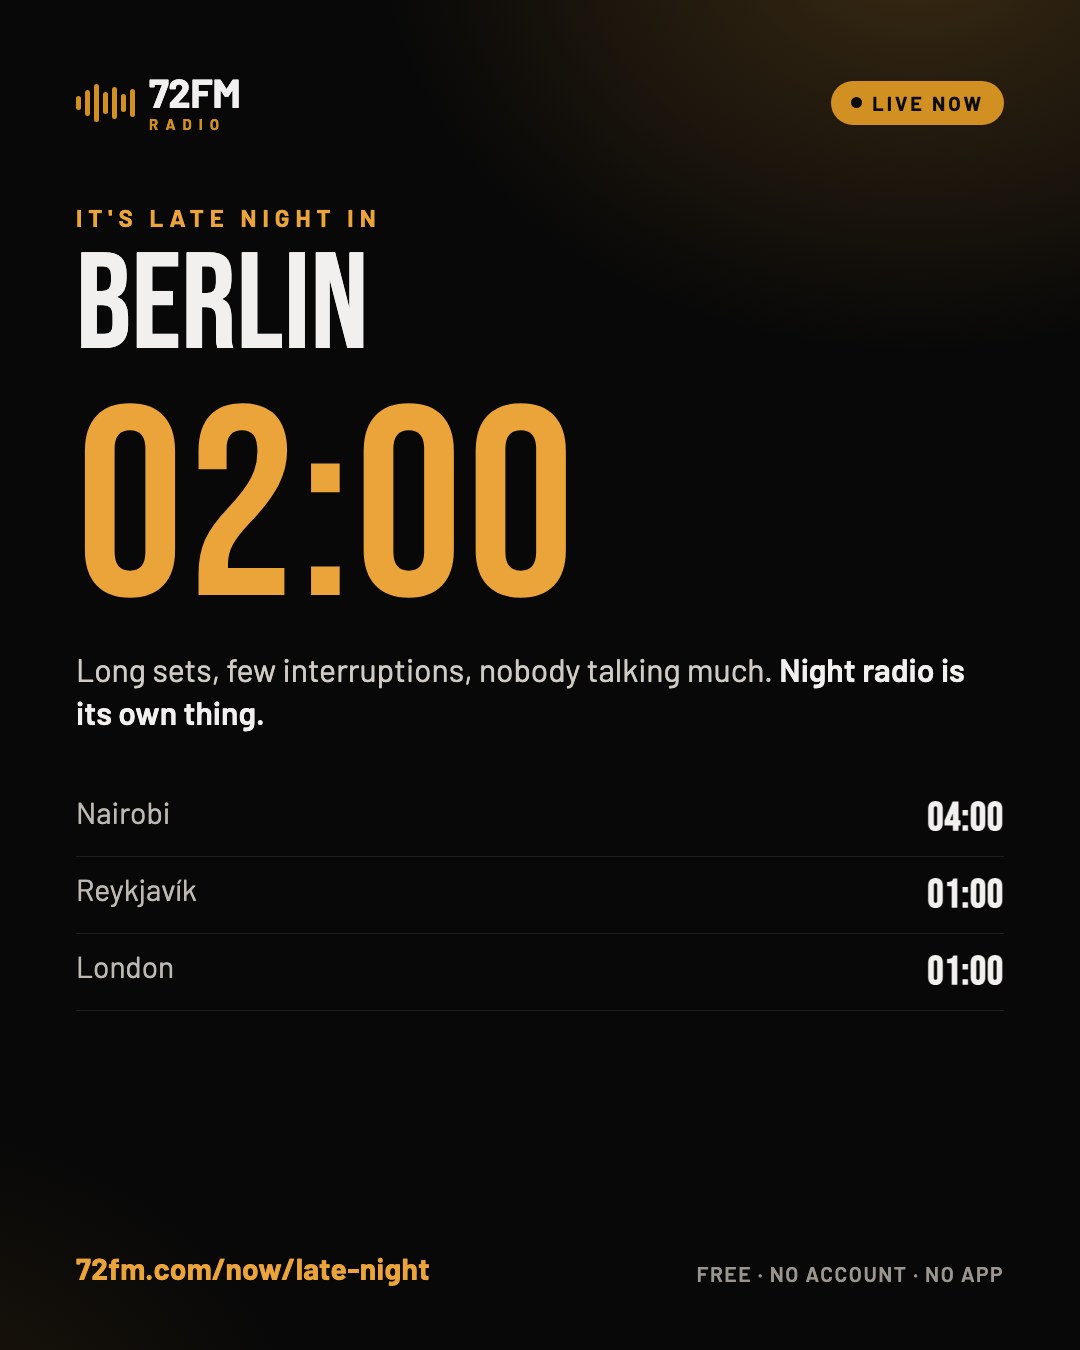 72FM
RADIO
LIVE NOW
IT'S LATE NIGHT IN
BERLIN
02:00
Long sets, few interruptions, nobody talking much. Night radio is
its own thing.
Nairobi 04:00
Reykjavík 01:00
London 01:00
72fm.com/now/late-night
FREE · NO ACCOUNT · NO APP